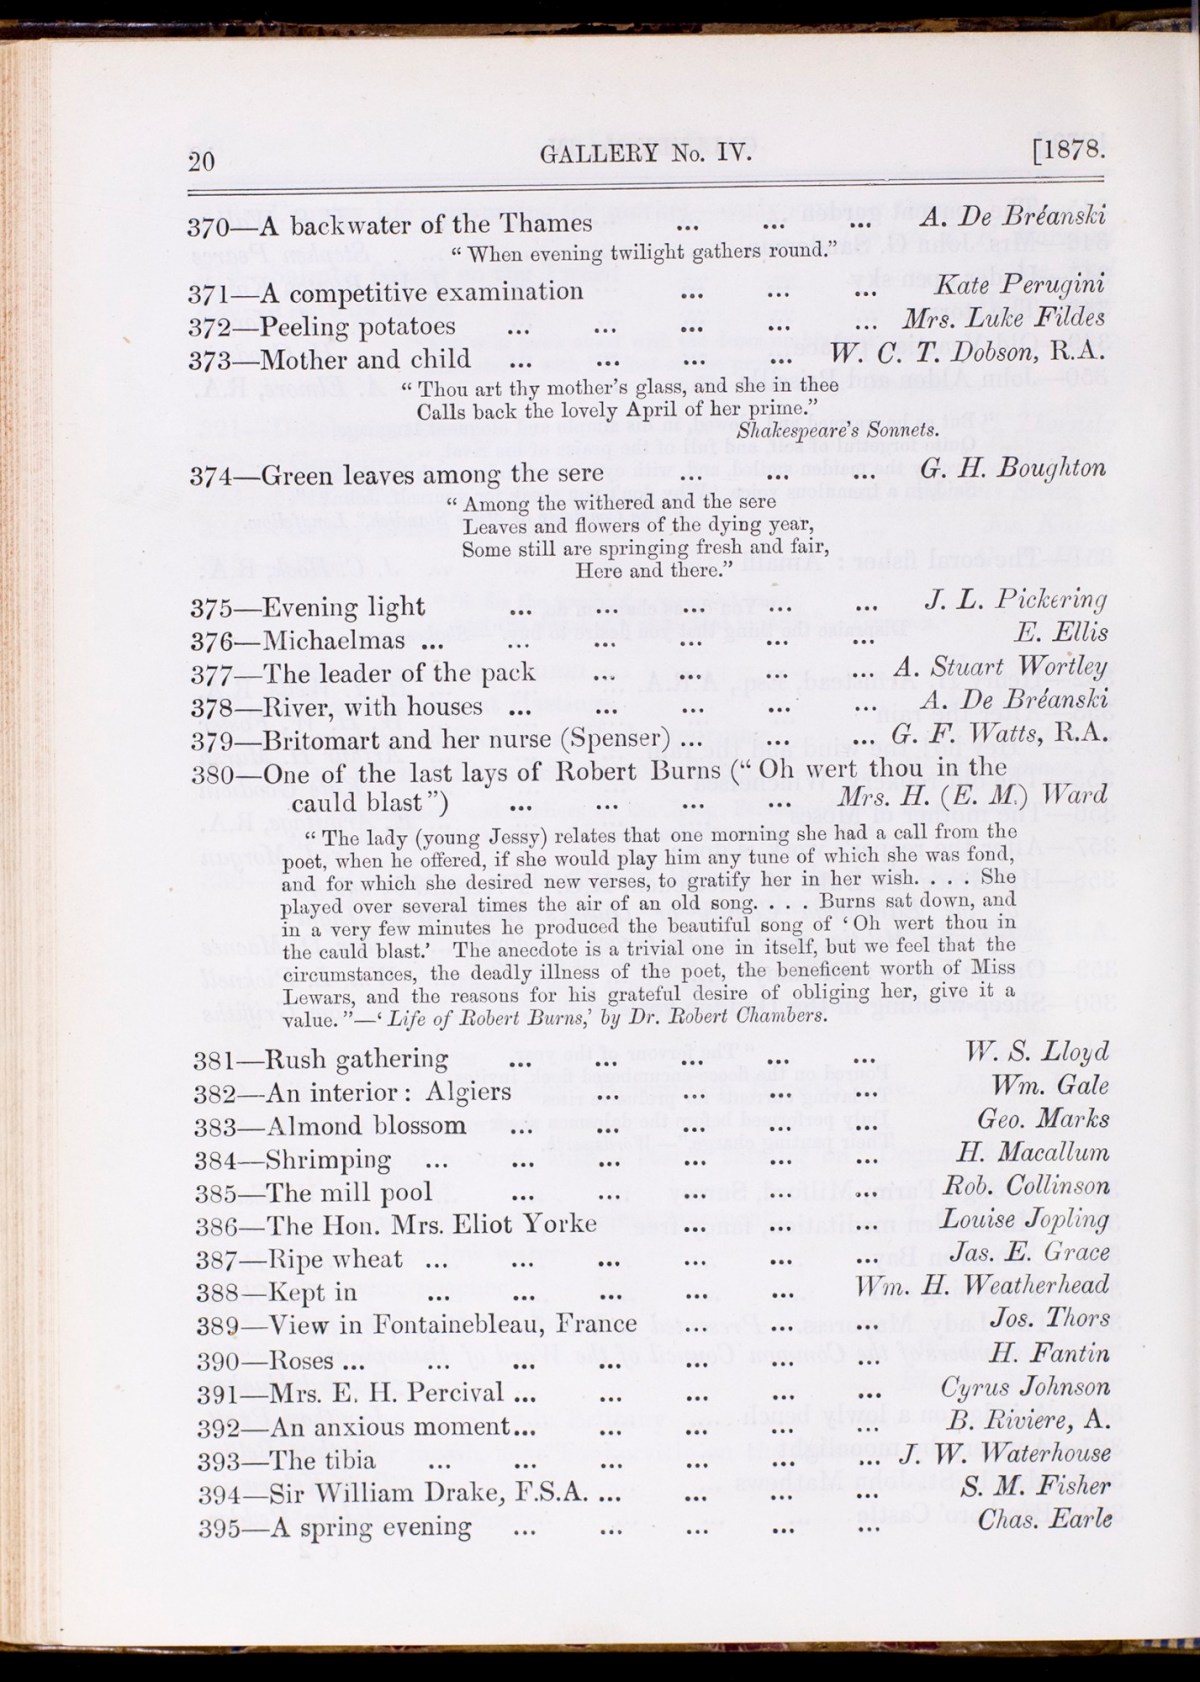 20 GALLERY No. IV. [1878.
370—A backwater of the Thames ... ... ... A. De Bréanski
“ When evening twilight gathers round.”
371—A competitive examination ... ... ... Kate Perugini
372—Peeling potatoes ... ... ... ... ... Mrs. Luke Fildes
373—Mother and child ... ... ... ... W. C. T. Dobson, R.A.
“ Thou art thy mother’s glass, and she in thee
Calls back the lovely April of her prime.”
Shakespeare’s Sonnets.
374—Green leaves among the sere ... ... ... G. H. Boughton
“ Among the withered and the sere
Leaves and flowers of the dying year,
Some still are springing fresh and fair,
Here and there.”
375—Evening light ... ... ... ... ... J. L. Pickering
376—Michaelmas ... ... ... ... ... ... E. Ellis
377—The leader of the pack ... ... ... ... A. Stuart Wortley
378—River, with houses ... ... ... ... ... A. De Bréanski
379—Britomart and her nurse (Spenser) ... ... ... G. F. Watts, R.A.
380—One of the last lays of Robert Burns (“ Oh wert thou in the
cauld blast ”) ... ... ... ... Mrs. H. (E. M.) Ward
“ The lady (young Jessy) relates that one morning she had a call from the
poet, when he offered, if she would play him any tune of which she was fond,
and for which she desired new verses, to gratify her in her wish. . . . She
played over several times the air of an old song. . . . Burns sat down, and
in a very few minutes he produced the beautiful song of ‘ Oh wert thou in
the cauld blast.’ The anecdote is a trivial one in itself, but we feel that the
circumstances, the deadly illness of the poet, the beneficent worth of Miss
Lewars, and the reasons for his grateful desire of obliging her, give it a
value. ”—‘ Life of Robert Burns,’ by Dr. Robert Chambers.
381—Rush gathering ... ... ... ... ... W. S. Lloyd
382—An interior : Algiers ... ... ... ... Wm. Gale
383—Almond blossom ... ... ... ... ... Geo. Marks
384—Shrimping ... ... ... ... ... ... H. Macallum
385—The mill pool ... ... ... ... ... Rob. Collinson
386—The Hon. Mrs. Eliot Yorke ... ... ... Louise Jopling
387—Ripe wheat ... ... ... ... ... ... Jas. E. Grace
388—Kept in ... ... ... ... ... Wm. H. Weatherhead
389—View in Fontainebleau, France ... ... ... Jos. Thors
390—Roses ... ... ... ... ... ... ... H. Fantin
391—Mrs. E. H. Percival ... ... ... ... ... Cyrus Johnson
392—An anxious moment... ... ... ... ... B. Riviere, A.
393—The tibia ... ... ... ... ... ... J. W. Waterhouse
394—Sir William Drake, F.S.A. ... ... ... ... S. M. Fisher
395—A spring evening ... ... ... ... ... Chas. Earle